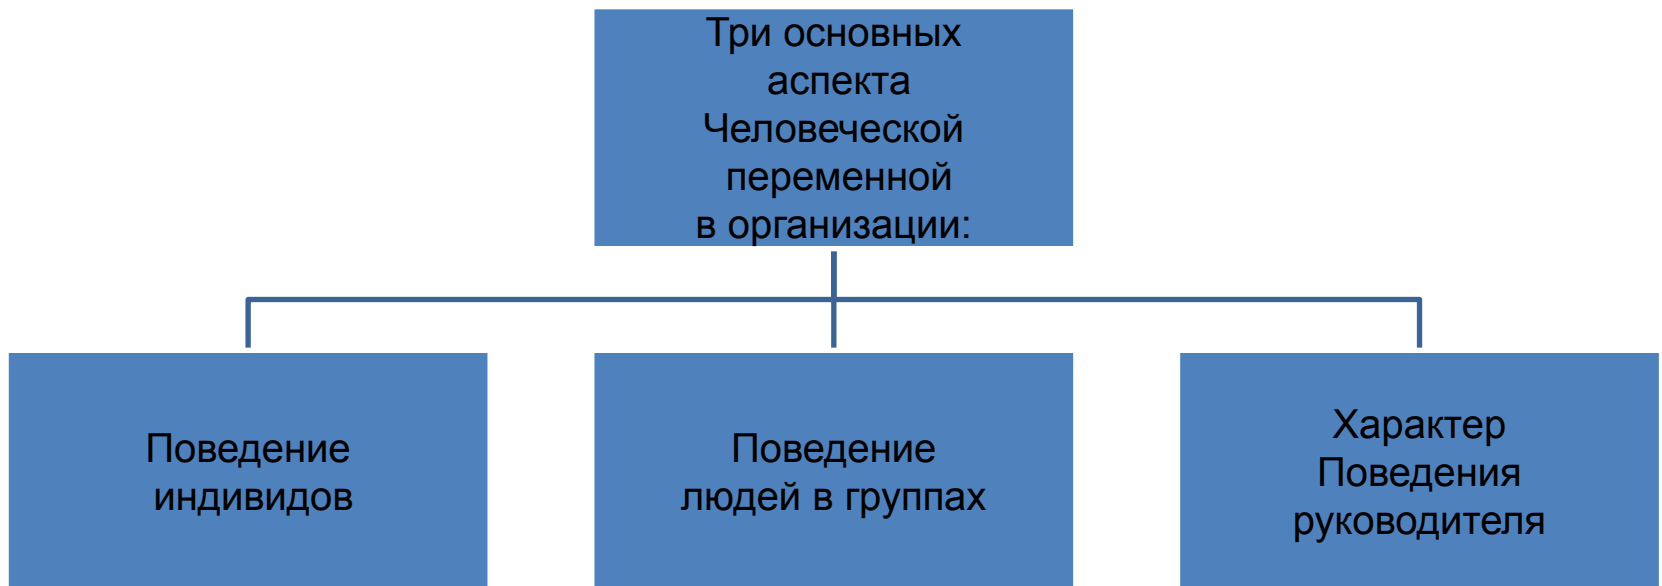 Три основных
аспекта
Человеческой
переменной
в организации:
Поведение
индивидов
Поведение
людей в группах
Характер
Поведения
руководителя